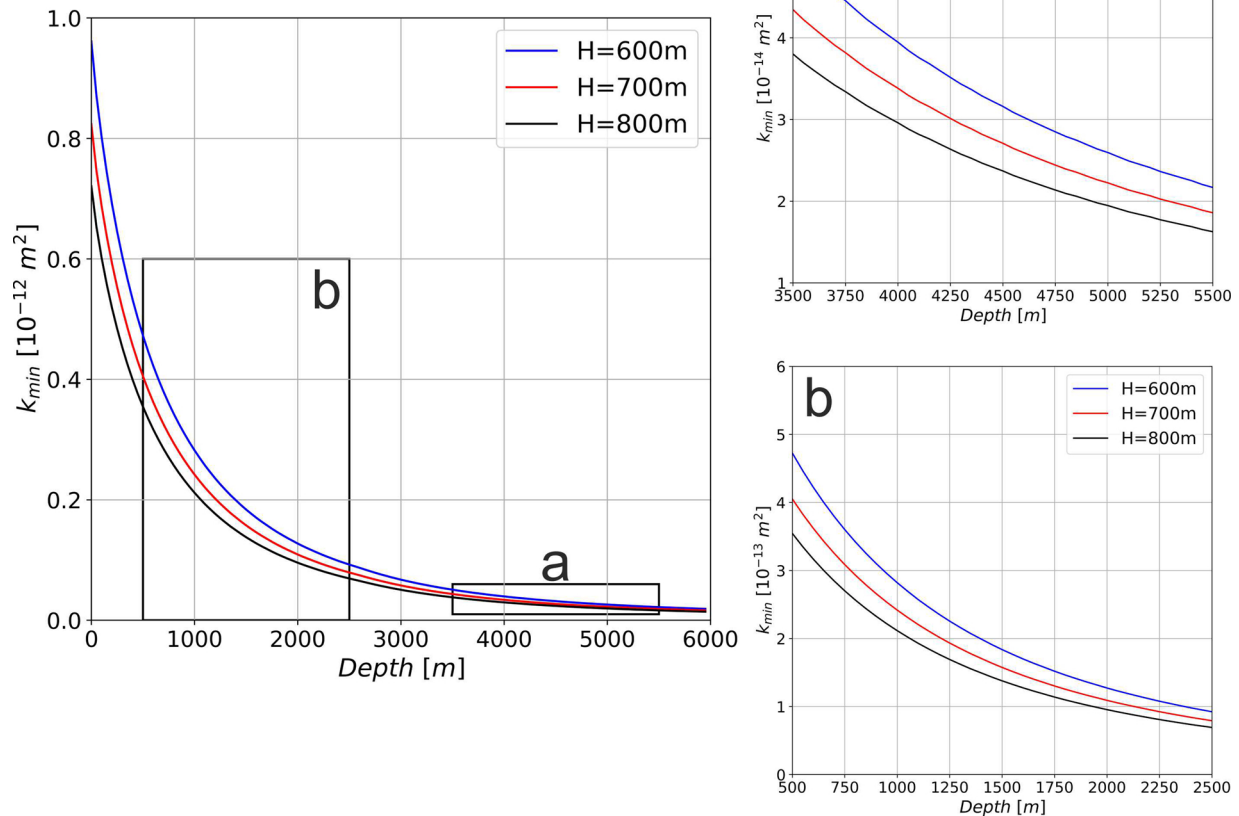 1.0
0.8
0.6
0.4
0.2
0.0
k_min [10^-12 m^2]
H=600m
H=700m
H=800m
b
a
0 1000 2000 3000 4000 5000 6000
Depth [m]
4
3
2
1
k_min [10^-14 m^2]
3500 3750 4000 4250 4500 4750 5000 5250 5500
Depth [m]
b
H=600m
H=700m
H=800m
6
5
4
3
2
1
0
k_min [10^-13 m^2]
500 750 1000 1250 1500 1750 2000 2250 2500
Depth [m]